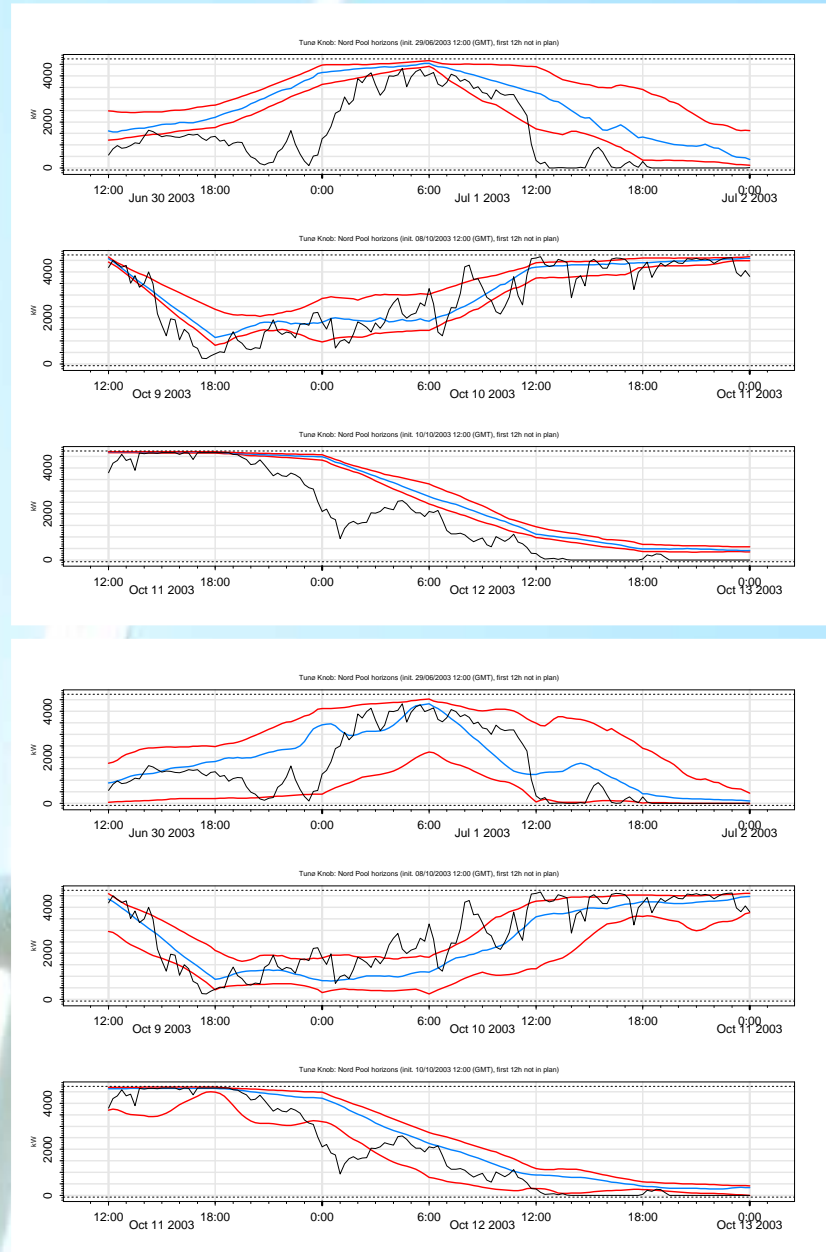 Tunø Knob: Nord Pool horizons (init. 29/06/2003 12:00 (GMT), first 12h not in plan)
kW
4000
2000
0
12:00 18:00 0:00 6:00 12:00 18:00 0:00
Jun 30 2003 Jul 1 2003 Jul 2 2003
Tunø Knob: Nord Pool horizons (init. 08/10/2003 12:00 (GMT), first 12h not in plan)
kW
4000
2000
0
12:00 18:00 0:00 6:00 12:00 18:00 0:00
Oct 9 2003 Oct 10 2003 Oct 11 2003
Tunø Knob: Nord Pool horizons (init. 10/10/2003 12:00 (GMT), first 12h not in plan)
kW
4000
2000
0
12:00 18:00 0:00 6:00 12:00 18:00 0:00
Oct 11 2003 Oct 12 2003 Oct 13 2003
Tunø Knob: Nord Pool horizons (init. 29/06/2003 12:00 (GMT), first 12h not in plan)
kW
4000
2000
0
12:00 18:00 0:00 6:00 12:00 18:00 0:00
Jun 30 2003 Jul 1 2003 Jul 2 2003
Tunø Knob: Nord Pool horizons (init. 08/10/2003 12:00 (GMT), first 12h not in plan)
kW
4000
2000
0
12:00 18:00 0:00 6:00 12:00 18:00 0:00
Oct 9 2003 Oct 10 2003 Oct 11 2003
Tunø Knob: Nord Pool horizons (init. 10/10/2003 12:00 (GMT), first 12h not in plan)
kW
4000
2000
0
12:00 18:00 0:00 6:00 12:00 18:00 0:00
Oct 11 2003 Oct 12 2003 Oct 13 2003